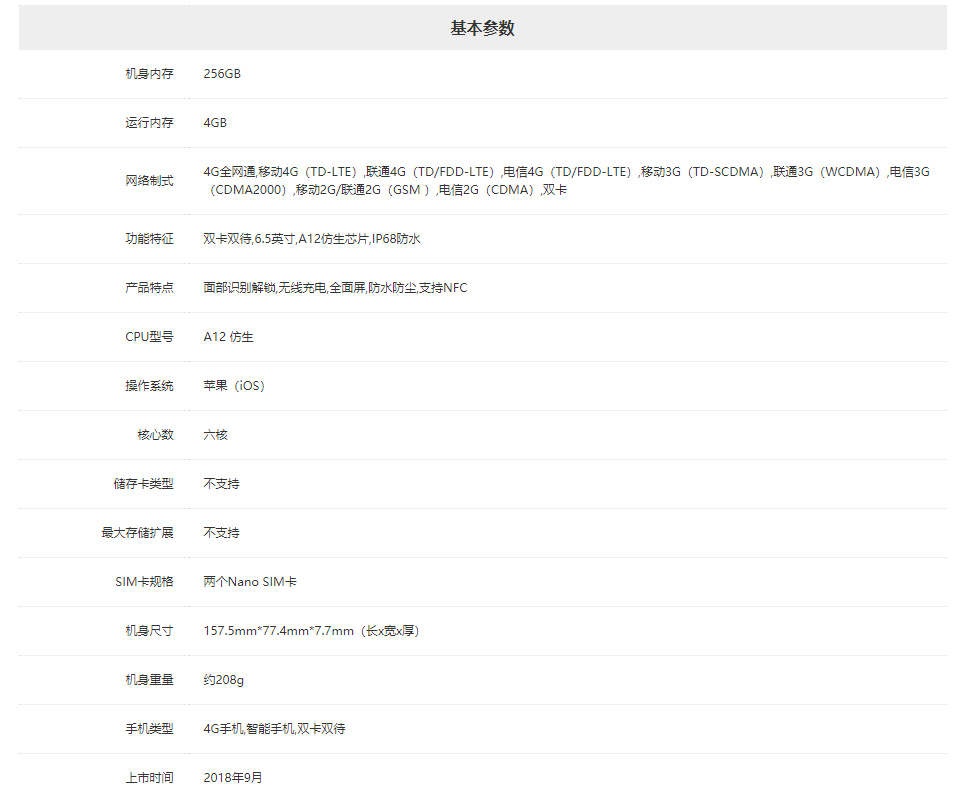 基本参数
机身内存 256GB
运行内存 4GB
网络制式 4G全网通,移动4G（TD-LTE）,联通4G（TD/FDD-LTE）,电信4G（TD/FDD-LTE）,移动3G（TD-SCDMA）,联通3G（WCDMA）,电信3G
（CDMA2000）,移动2G/联通2G（GSM ）,电信2G（CDMA）,双卡
功能特征 双卡双待,6.5英寸,A12仿生芯片,IP68防水
产品特点 面部识别解锁,无线充电,全面屏,防水防尘,支持NFC
CPU型号 A12 仿生
操作系统 苹果（iOS）
核心数 六核
储存卡类型 不支持
最大存储扩展 不支持
SIM卡规格 两个Nano SIM卡
机身尺寸 157.5mm*77.4mm*7.7mm（长x宽x厚）
机身重量 约208g
手机类型 4G手机,智能手机,双卡双待
上市时间 2018年9月